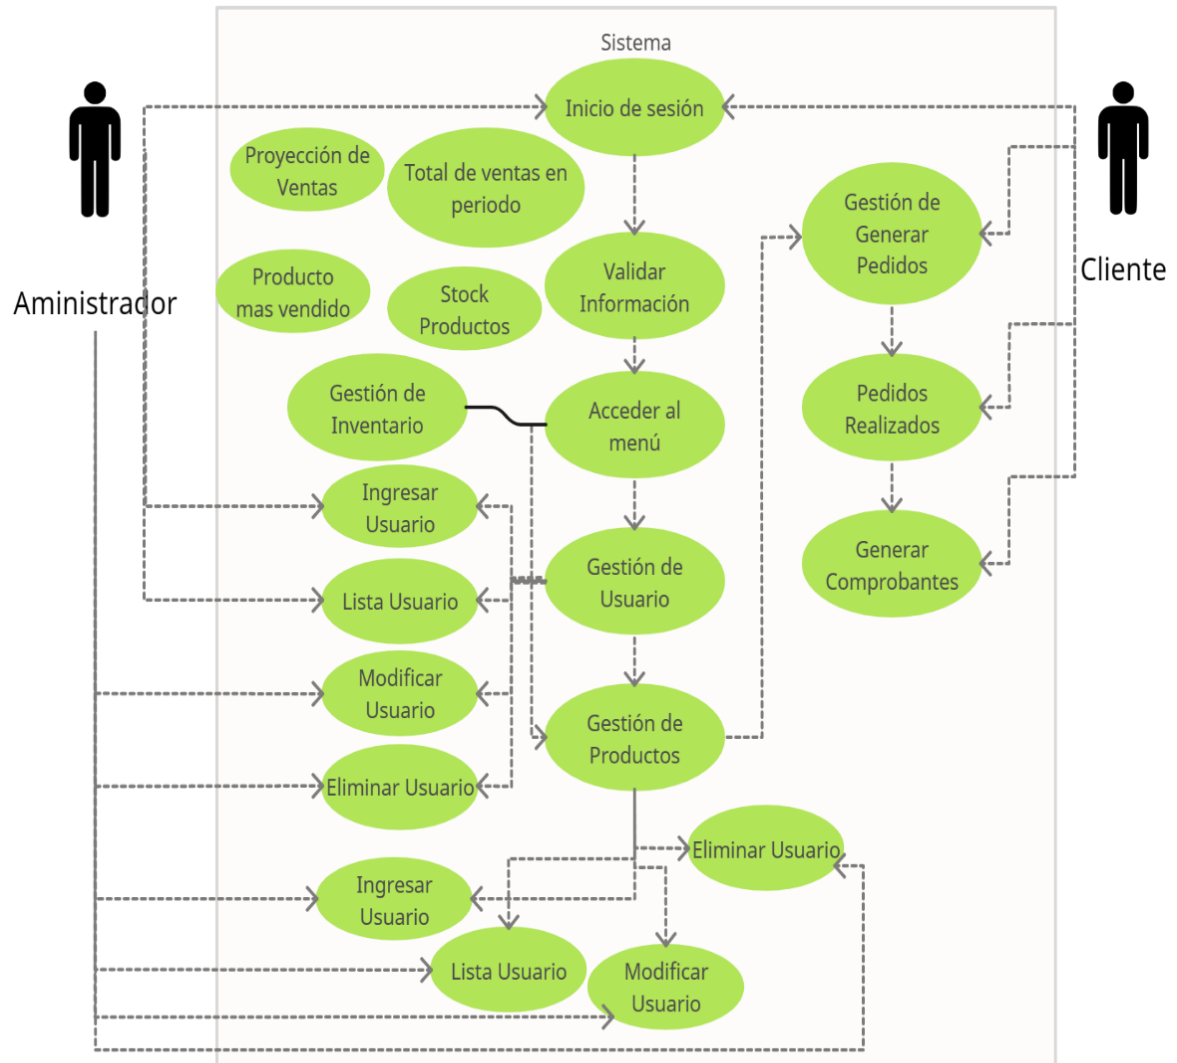 Sistema
Inicio de sesión
Proyección de
Ventas
Total de ventas en
periodo
Gestión de
Generar
Pedidos
Validar
Información
Cliente
Producto
mas vendido
Stock
Productos
Aministrador
Gestión de
Inventario
Acceder al
menú
Pedidos
Realizados
Ingresar
Usuario
Generar
Comprobantes
Gestión de
Usuario
Lista Usuario
Modificar
Usuario
Gestión de
Productos
Eliminar Usuario
Eliminar Usuario
Ingresar
Usuario
Lista Usuario
Modificar
Usuario